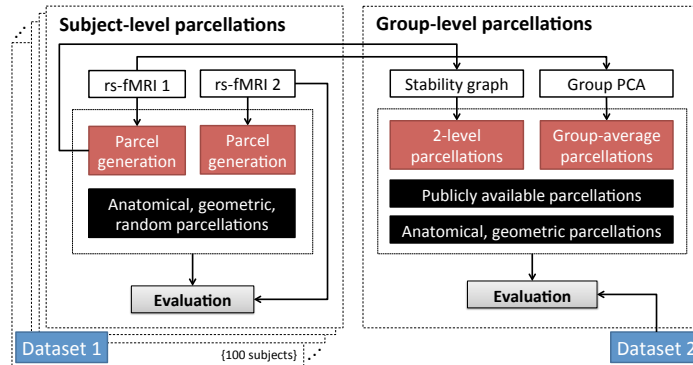 Subject-level parcellations
Group-level parcellations
rs-fMRI 1
rs-fMRI 2
Stability graph
Group PCA
Parcel
generation
Parcel
generation
2-level
parcellations
Group-average
parcellations
Anatomical, geometric,
random parcellations
Publicly available parcellations
Anatomical, geometric parcellations
Evaluation
Evaluation
Dataset 1
{100 subjects}
Dataset 2